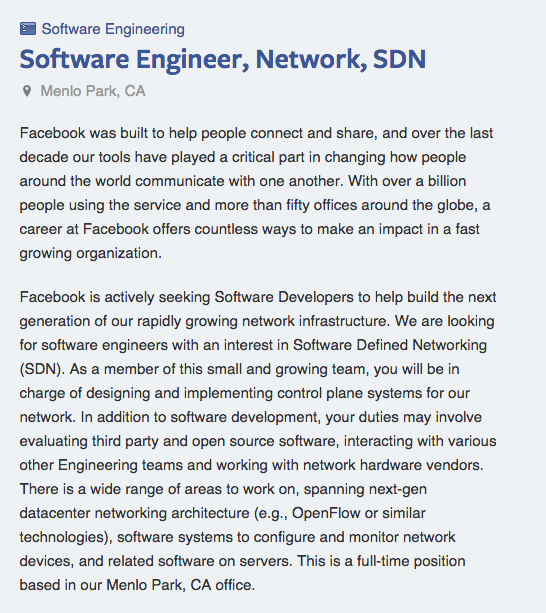 Software Engineering
Software Engineer, Network, SDN
Menlo Park, CA
Facebook was built to help people connect and share, and over the last
decade our tools have played a critical part in changing how people
around the world communicate with one another. With over a billion
people using the service and more than fifty offices around the globe, a
career at Facebook offers countless ways to make an impact in a fast
growing organization.
Facebook is actively seeking Software Developers to help build the next
generation of our rapidly growing network infrastructure. We are looking
for software engineers with an interest in Software Defined Networking
(SDN). As a member of this small and growing team, you will be in
charge of designing and implementing control plane systems for our
network. In addition to software development, your duties may involve
evaluating third party and open source software, interacting with various
other Engineering teams and working with network hardware vendors.
There is a wide range of areas to work on, spanning next-gen
datacenter networking architecture (e.g., OpenFlow or similar
technologies), software systems to configure and monitor network
devices, and related software on servers. This is a full-time position
based in our Menlo Park, CA office.